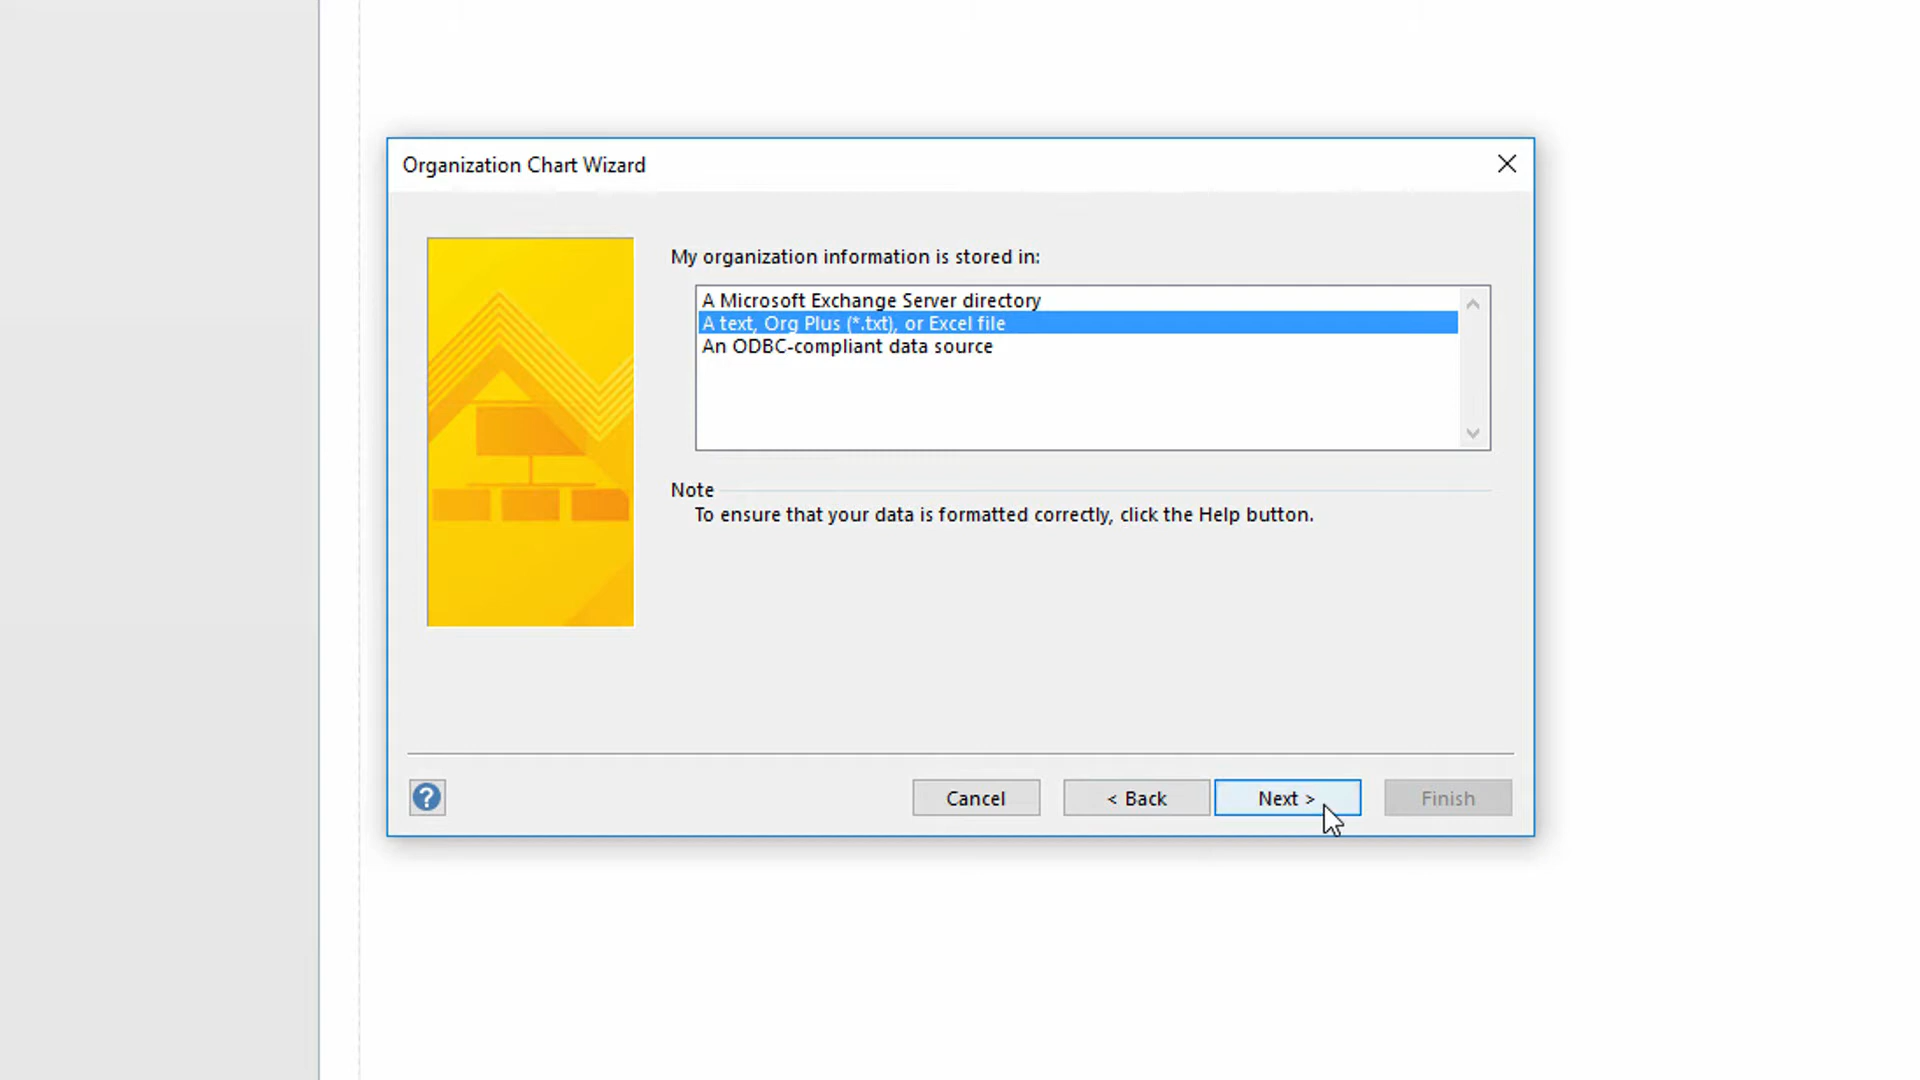 Organization Chart Wizard
My organization information is stored in:
A Microsoft Exchange Server directory
A text, Org Plus (*.txt), or Excel file
An ODBC-compliant data source
Note
To ensure that your data is formatted correctly, click the Help button.
?
Cancel
< Back
Next >
Finish